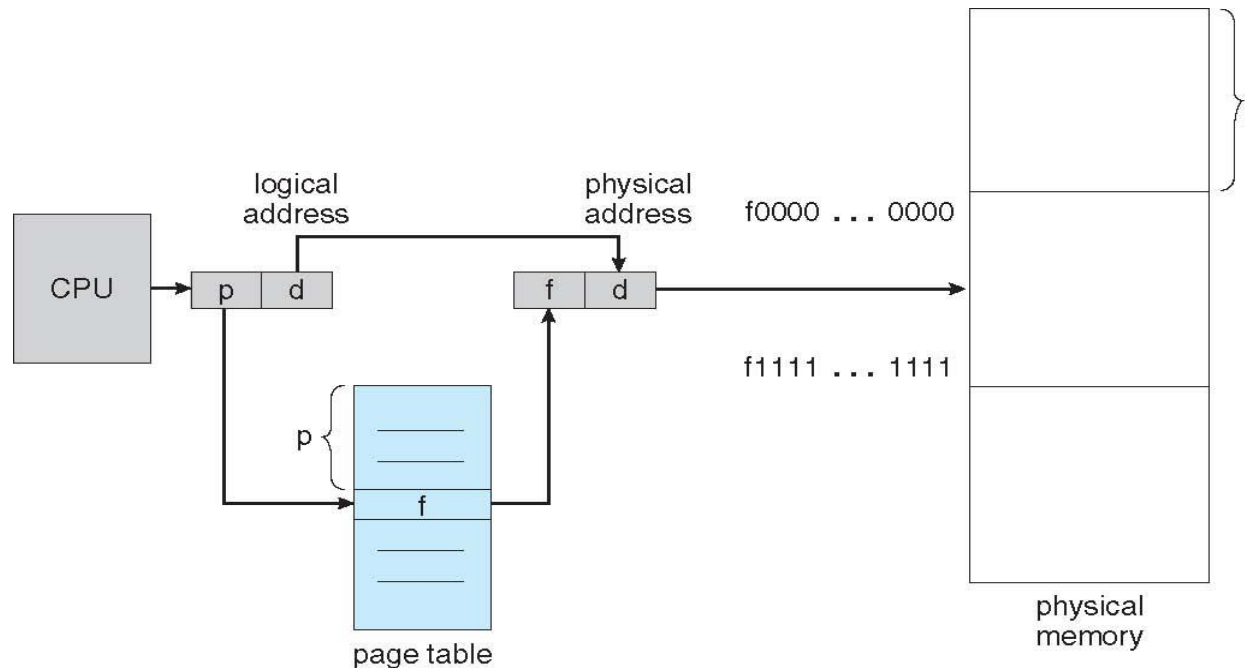 logical
address
physical
address
f0000 ... 0000
CPU
p d
f d
f1111 ... 1111
p
f
page table
physical
memory